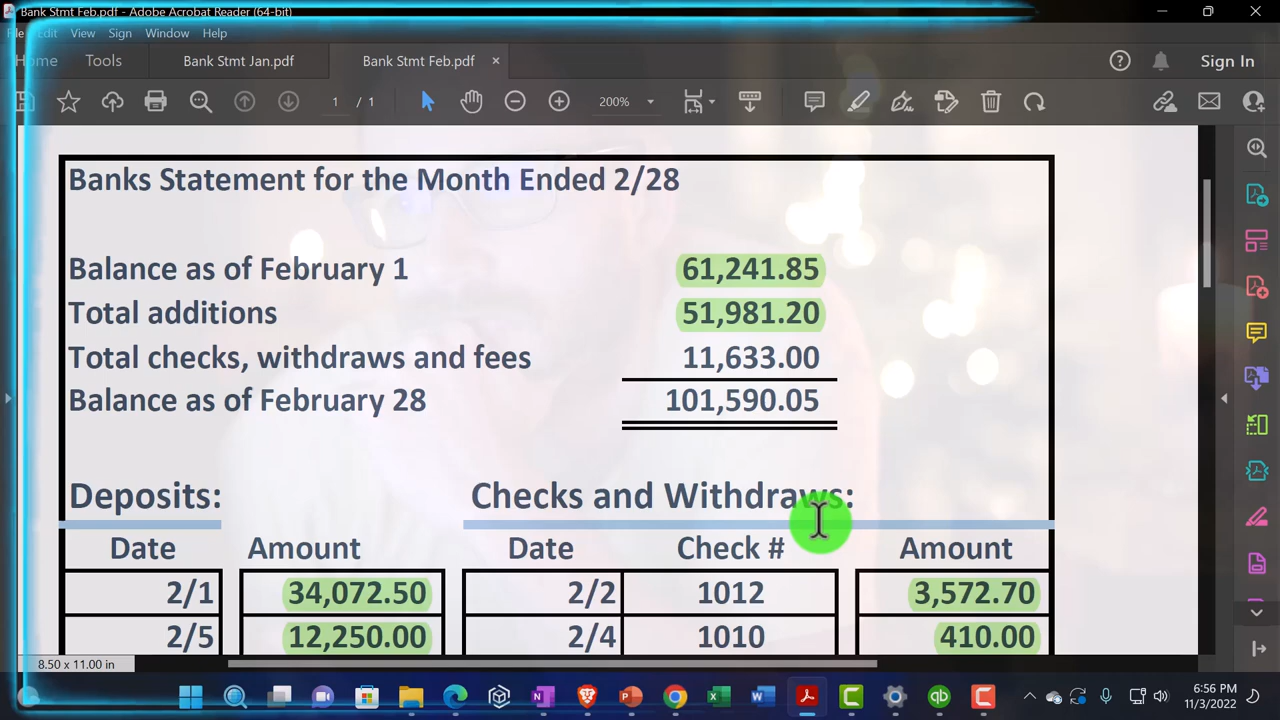 Bank Stmt Feb.pdf - Adobe Acrobat Reader (64-bit)
File Edit View Sign Window Help
Home Tools Bank Stmt Jan.pdf Bank Stmt Feb.pdf × Sign In
1 / 1 200%
Banks Statement for the Month Ended 2/28
Balance as of February 1 61,241.85
Total additions 51,981.20
Total checks, withdraws and fees 11,633.00
Balance as of February 28 101,590.05
Deposits: Checks and Withdraws:
Date Amount Date Check # Amount
2/1 34,072.50 2/2 1012 3,572.70
2/5 12,250.00 2/4 1010 410.00
8.50 x 11.00 in
6:56 PM
11/3/2022